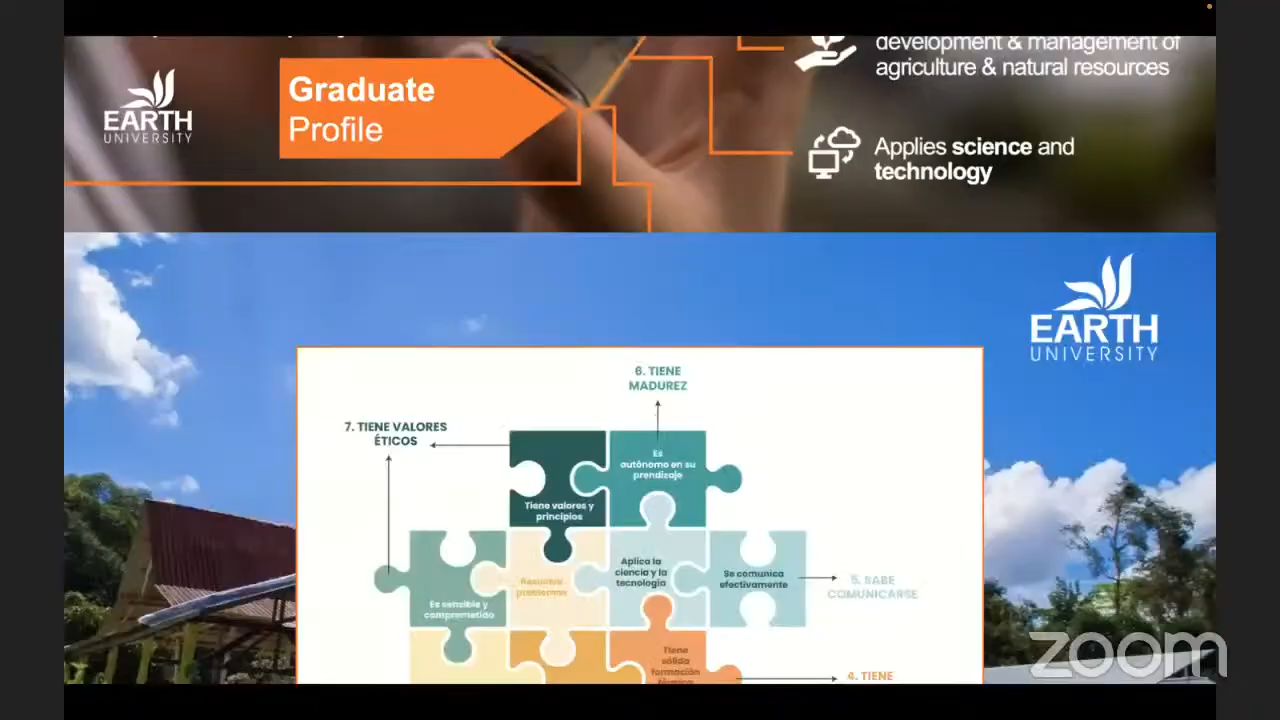 development & management of
agriculture & natural resources
EARTH
UNIVERSITY
Graduate
Profile
Applies science and
technology
EARTH
UNIVERSITY
6. TIENE
MADUREZ
7. TIENE VALORES
ÉTICOS
Es
autónomo en su
prendizaje
Tiene valores y
principios
Aplica la
ciencia y la
tecnología
Se comunica
efectivamente
Resuelve
problemas
5. SABE
COMUNICARSE
Es sensible y
comprometido
Tiene
sólida
formación
4. TIENE
zoom